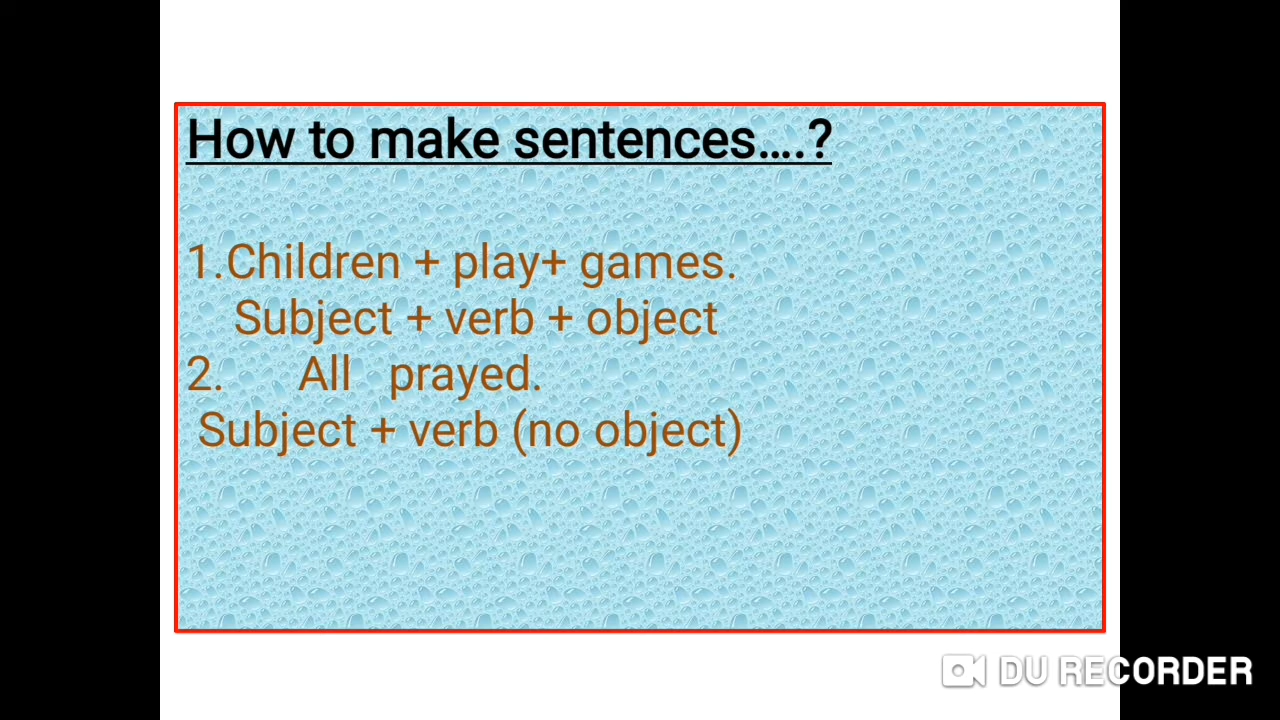 How to make sentences....?
1.Children + play+ games.
Subject + verb + object
2. All prayed.
Subject + verb (no object)
DU RECORDER